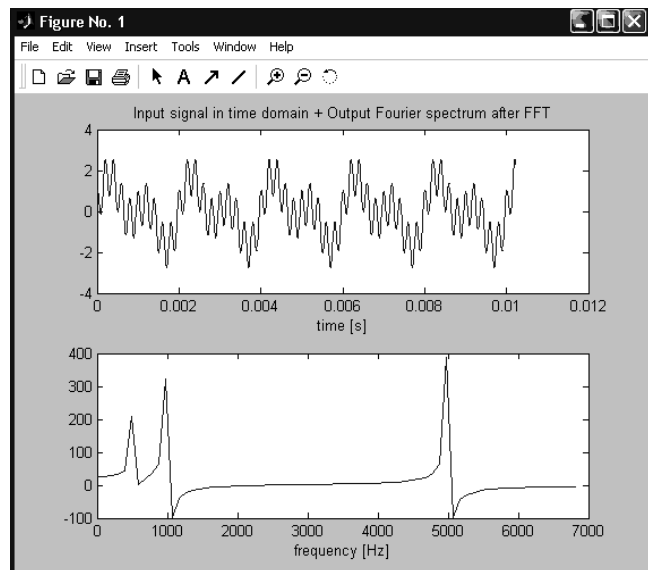 Figure No. 1
File Edit View Insert Tools Window Help
A
Input signal in time domain + Output Fourier spectrum after FFT
4
2
0
-2
-4
0 0.002 0.004 0.006 0.008 0.01 0.012
time [s]
400
300
200
100
0
-100
0 1000 2000 3000 4000 5000 6000 7000
frequency [Hz]